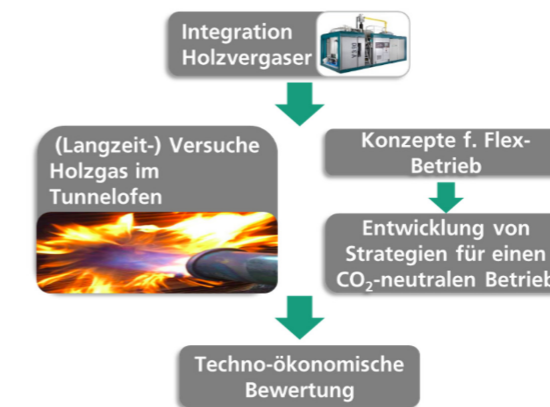 Integration
Holzvergaser
(Langzeit-) Versuche
Holzgas im
Tunnelofen
Konzepte f. Flex-
Betrieb
Entwicklung von
Strategien für einen
CO₂-neutralen Betrieb
Techno-ökonomische
Bewertung